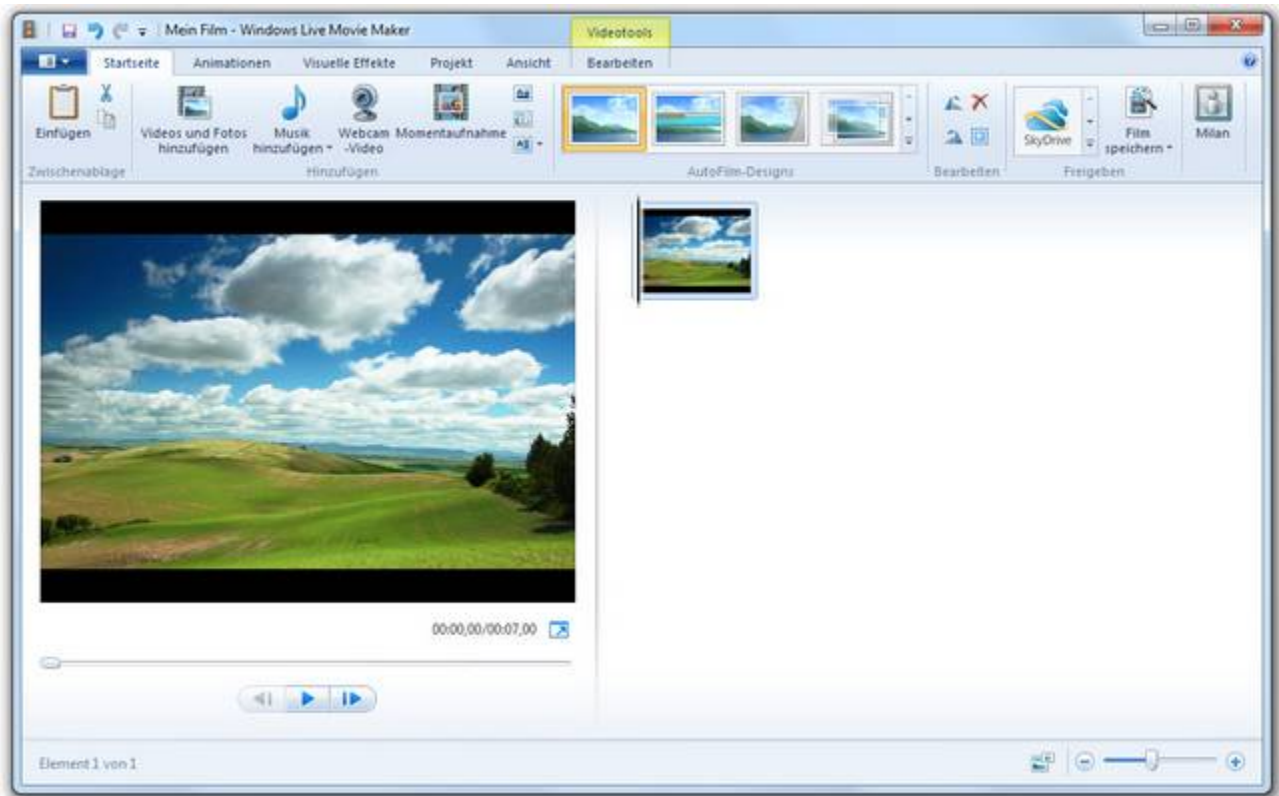 Mein Film - Windows Live Movie Maker
Videotools
Startseite Animationen Visuelle Effekte Projekt Ansicht Bearbeiten
Einfügen
Videos und Fotos hinzufügen
Musik hinzufügen
Webcam-Video
Momentaufnahme
SkyDrive
Film speichern
Milan
Zwischenablage Hinzufügen AutoFilm-Designs Bearbeiten Freigeben
00:00,00/00:07,00
Element 1 von 1